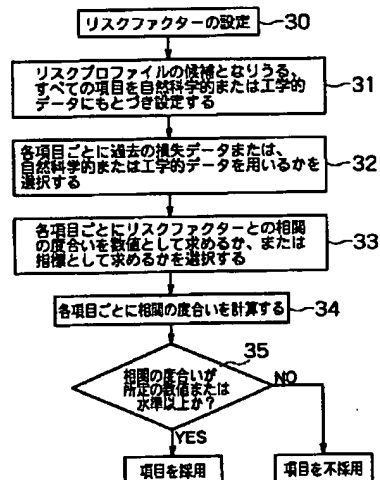 リスクファクターの設定
30
リスクプロファイルの候補となりうる、
すべての項目を自然科学的または工学的
データにもとづき設定する
31
各項目ごとに過去の損失データまたは、
自然科学的または工学的データを用いるかを
選択する
32
各項目ごとにリスクファクターとの相関
の度合いを数値として求めるか、または
指標として求めるかを選択する
33
各項目ごとに相関の度合いを計算する
34
35
相関の度合いが
所定の数値または
水準以上か?
NO
YES
項目を採用
項目を不採用